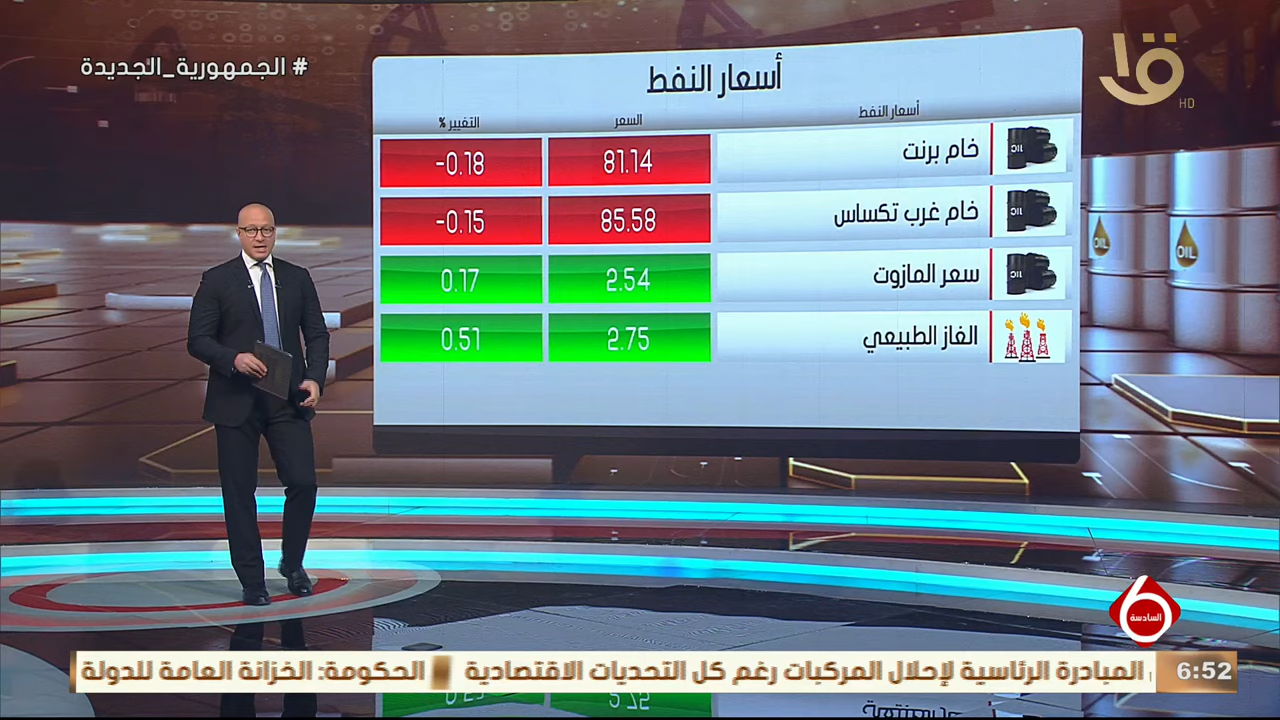 # الجمهورية_الجديدة
HD
أسعار النفط
أسعار النفط السعر التغيير %
خام برنت 81.14 -0.18
خام غرب تكساس 85.58 -0.15
سعر المازوت 2.54 0.17
الغاز الطبيعي 2.75 0.51
OIL
OIL
6
السادسة
6:52 المبادرة الرئاسية لإحلال المركبات رغم كل التحديات الاقتصادية الحكومة: الخزانة العامة للدولة